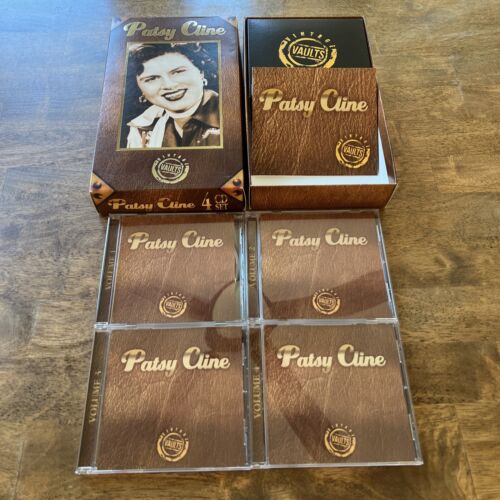 Patsy Cline
VINTAGE
VAULTS
VINTAGE
VAULTS
Patsy Cline 4 CD SET
Patsy Cline
VINTAGE
VAULTS
VOLUME 1
Patsy Cline
VINTAGE
VAULTS
VOLUME 2
Patsy Cline
VINTAGE
VAULTS
VOLUME 3
Patsy Cline
VINTAGE
VAULTS
VOLUME 4
Patsy Cline
VINTAGE
VAULTS